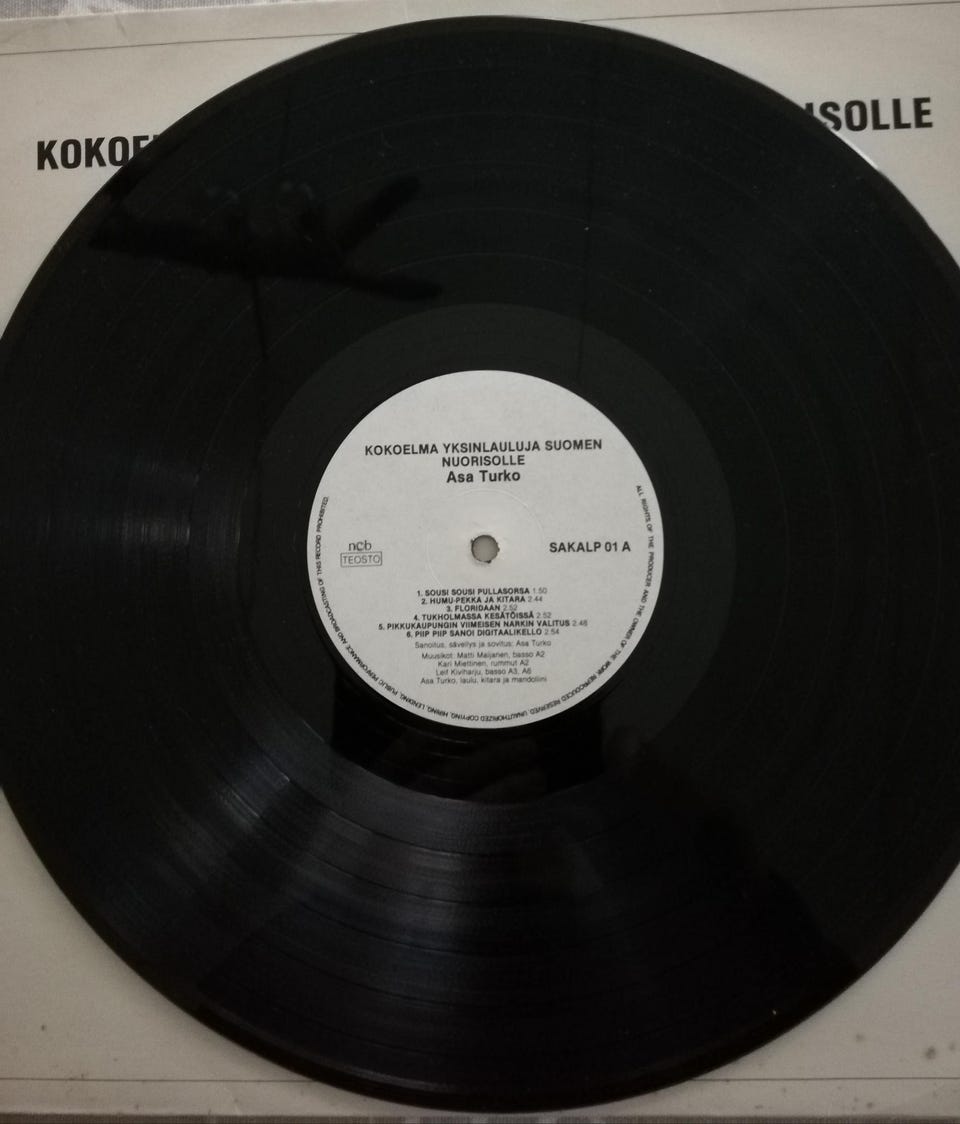 KOKOE
ISOLLE
KOKOELMA YKSINLAULUJA SUOMEN
NUORISOLLE
Asa Turko
ncb
TEOSTO
SAKALP 01 A
1. SOUSI SOUSI PULLASORSA 1.50
2. HUMU-PEKKA JA KITARA 2.44
3. FLORIDAAN 2.52
4. TUKHOLMASSA KESÄTÖISSÄ 2.52
5. PIKKUKAUPUNGIN VIIMEISEN NARKIN VALITUS 2.48
6. PIIP PIIP SANOI DIGITAALIKELLO 2.54
Sanoitus, sävellys ja sovitus: Asa Turko
Muusikot: Matti Maijanen, basso A2
Kari Miettinen, rummut A2
Leif Kiviharju, basso A3, A6
Asa Turko, laulu, kitara ja mandoliini
ALL RIGHTS OF THE PRODUCER AND THE OWNER OF THE WORK REPRODUCED RESERVED. UNAUTHORIZED COPYING, HIRING, LENDING, PUBLIC PERFORMANCE AND BROADCASTING OF THIS RECORD PROHIBITED.